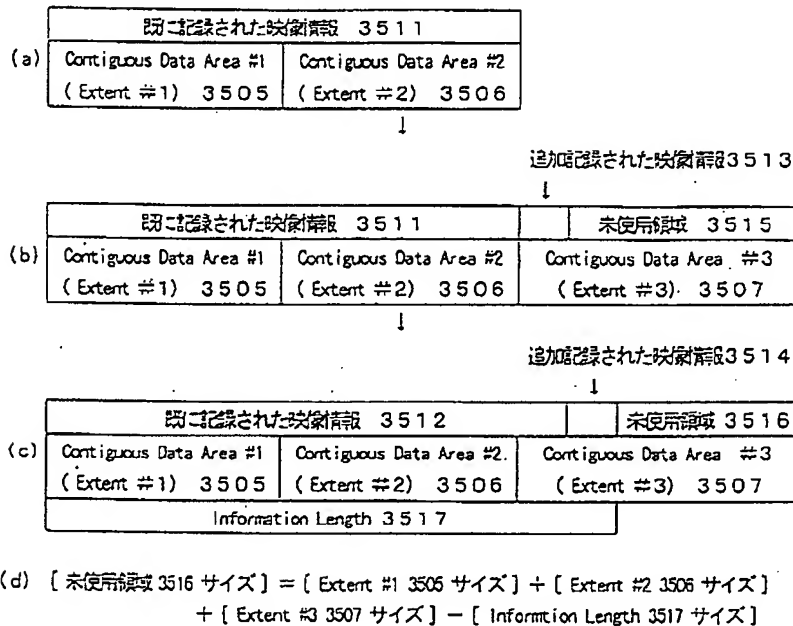 既に記録された映像情報 3511
(a)
Contiguous Data Area #1
Contiguous Data Area #2
(Extent #1) 3505
(Extent #2) 3506
↓
追加記録された映像情報3513
↓
既に記録された映像情報 3511
未使用領域 3515
(b)
Contiguous Data Area #1
Contiguous Data Area #2
Contiguous Data Area #3
(Extent #1) 3505
(Extent #2) 3506
(Extent #3) 3507
↓
追加記録された映像情報3514
↓
既に記録された映像情報 3512
未使用領域 3516
(c)
Contiguous Data Area #1
Contiguous Data Area #2.
Contiguous Data Area #3
(Extent #1) 3505
(Extent #2) 3506
(Extent #3) 3507
Information Length 3517
(d) [ 未使用領域 3516 サイズ ] = [ Extent #1 3505 サイズ ] + [ Extent #2 3506 サイズ ]
+ [ Extent #3 3507 サイズ ] − [ Informtion Length 3517 サイズ ]